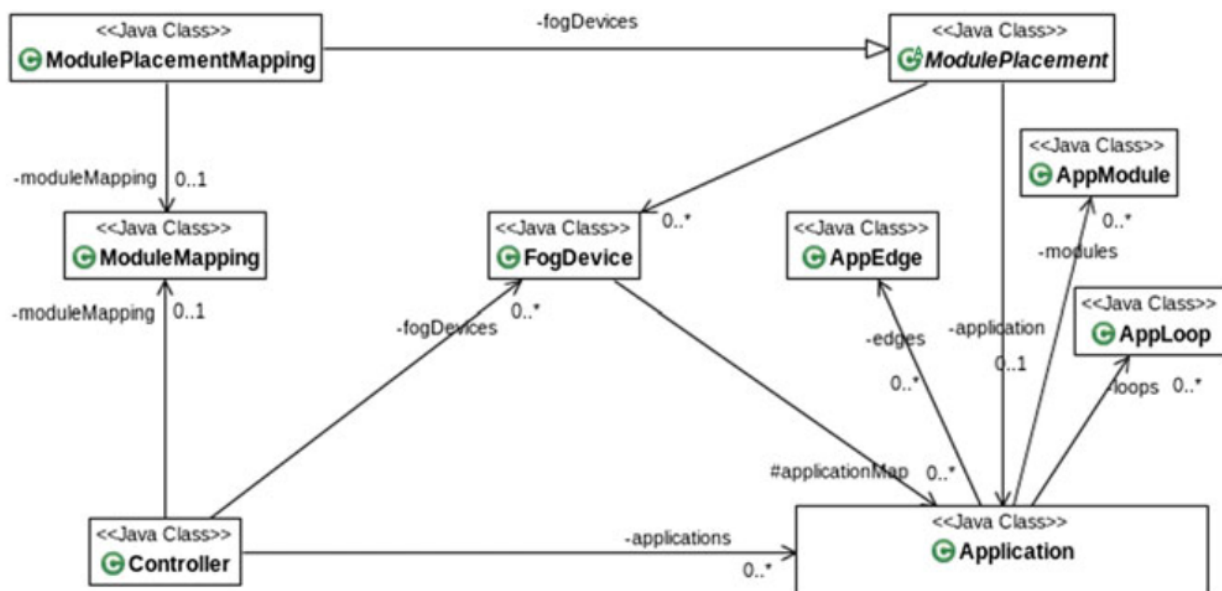 -fogDevices
<<Java Class>>
ModulePlacementMapping
<<Java Class>>
ModulePlacement
<<Java Class>>
AppModule
-moduleMapping
0..1
<<Java Class>>
ModuleMapping
<<Java Class>>
FogDevice
0..*
<<Java Class>>
AppEdge
0..*
-modules
-moduleMapping
0..1
-fogDevices
0..*
-edges
0..*
-application
0..1
<<Java Class>>
AppLoop
-loops
0..*
#applicationMap
0..*
<<Java Class>>
Controller
-applications
0..*
<<Java Class>>
Application